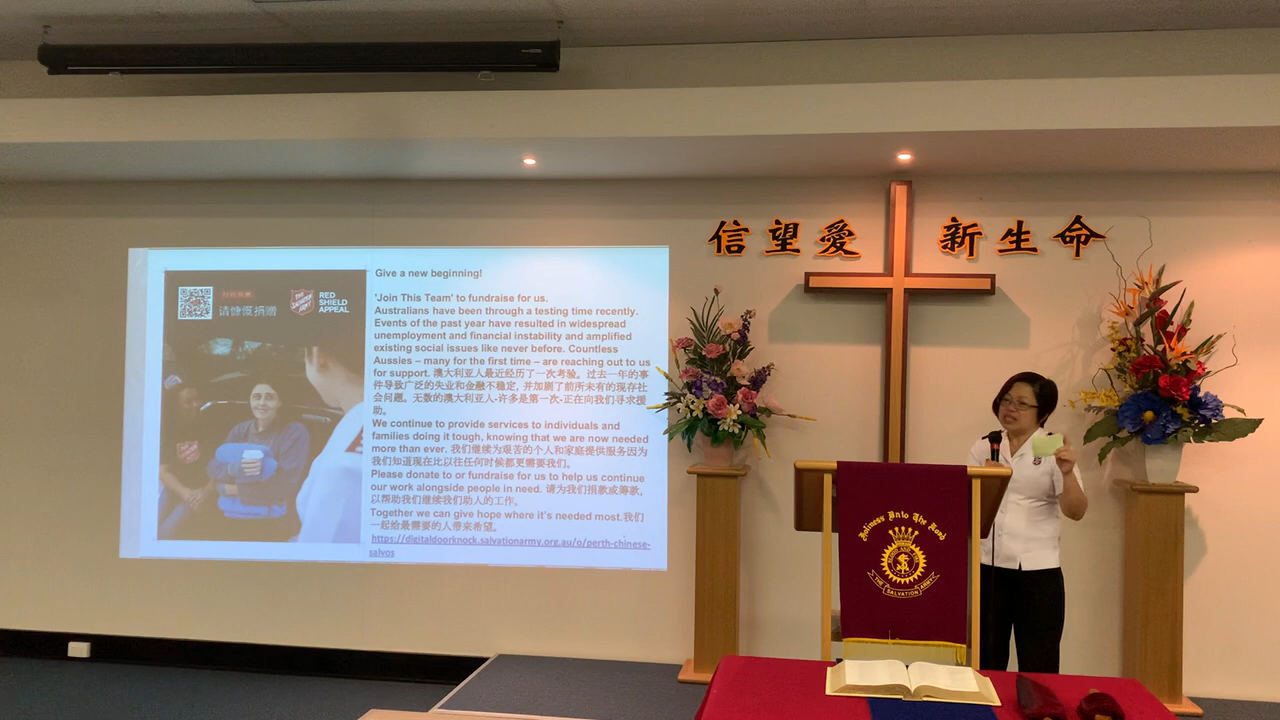 信望愛 新生命
请慷慨捐赠
THE SALVATION ARMY
RED
SHIELD
APPEAL
Give a new beginning!
'Join This Team' to fundraise for us.
Australians have been through a testing time recently.
Events of the past year have resulted in widespread
unemployment and financial instability and amplified
existing social issues like never before. Countless
Aussies – many for the first time – are reaching out to us
for support. 澳大利亚人最近经历了一次考验。过去一年的事
件导致广泛的失业和金融不稳定, 并加剧了前所未有的现存社
会问题。无数的澳大利亚人-许多是第一次-正在向我们寻求援
助。
We continue to provide services to individuals and
families doing it tough, knowing that we are now needed
more than ever. 我们继续为艰苦的个人和家庭提供服务因为
我们知道现在比以往任何时候都更需要我们。
Please donate to or fundraise for us to help us continue
our work alongside people in need. 请为我们捐款或筹款,
以帮助我们继续我们助人的工作。
Together we can give hope where it's needed most.我们
一起给最需要的人带来希望。
https://digitaldoorknock.salvationarmy.org.au/o/perth-chinese-
salvos
Holiness Unto The Lord
BLOOD AND FIRE
THE SALVATION ARMY